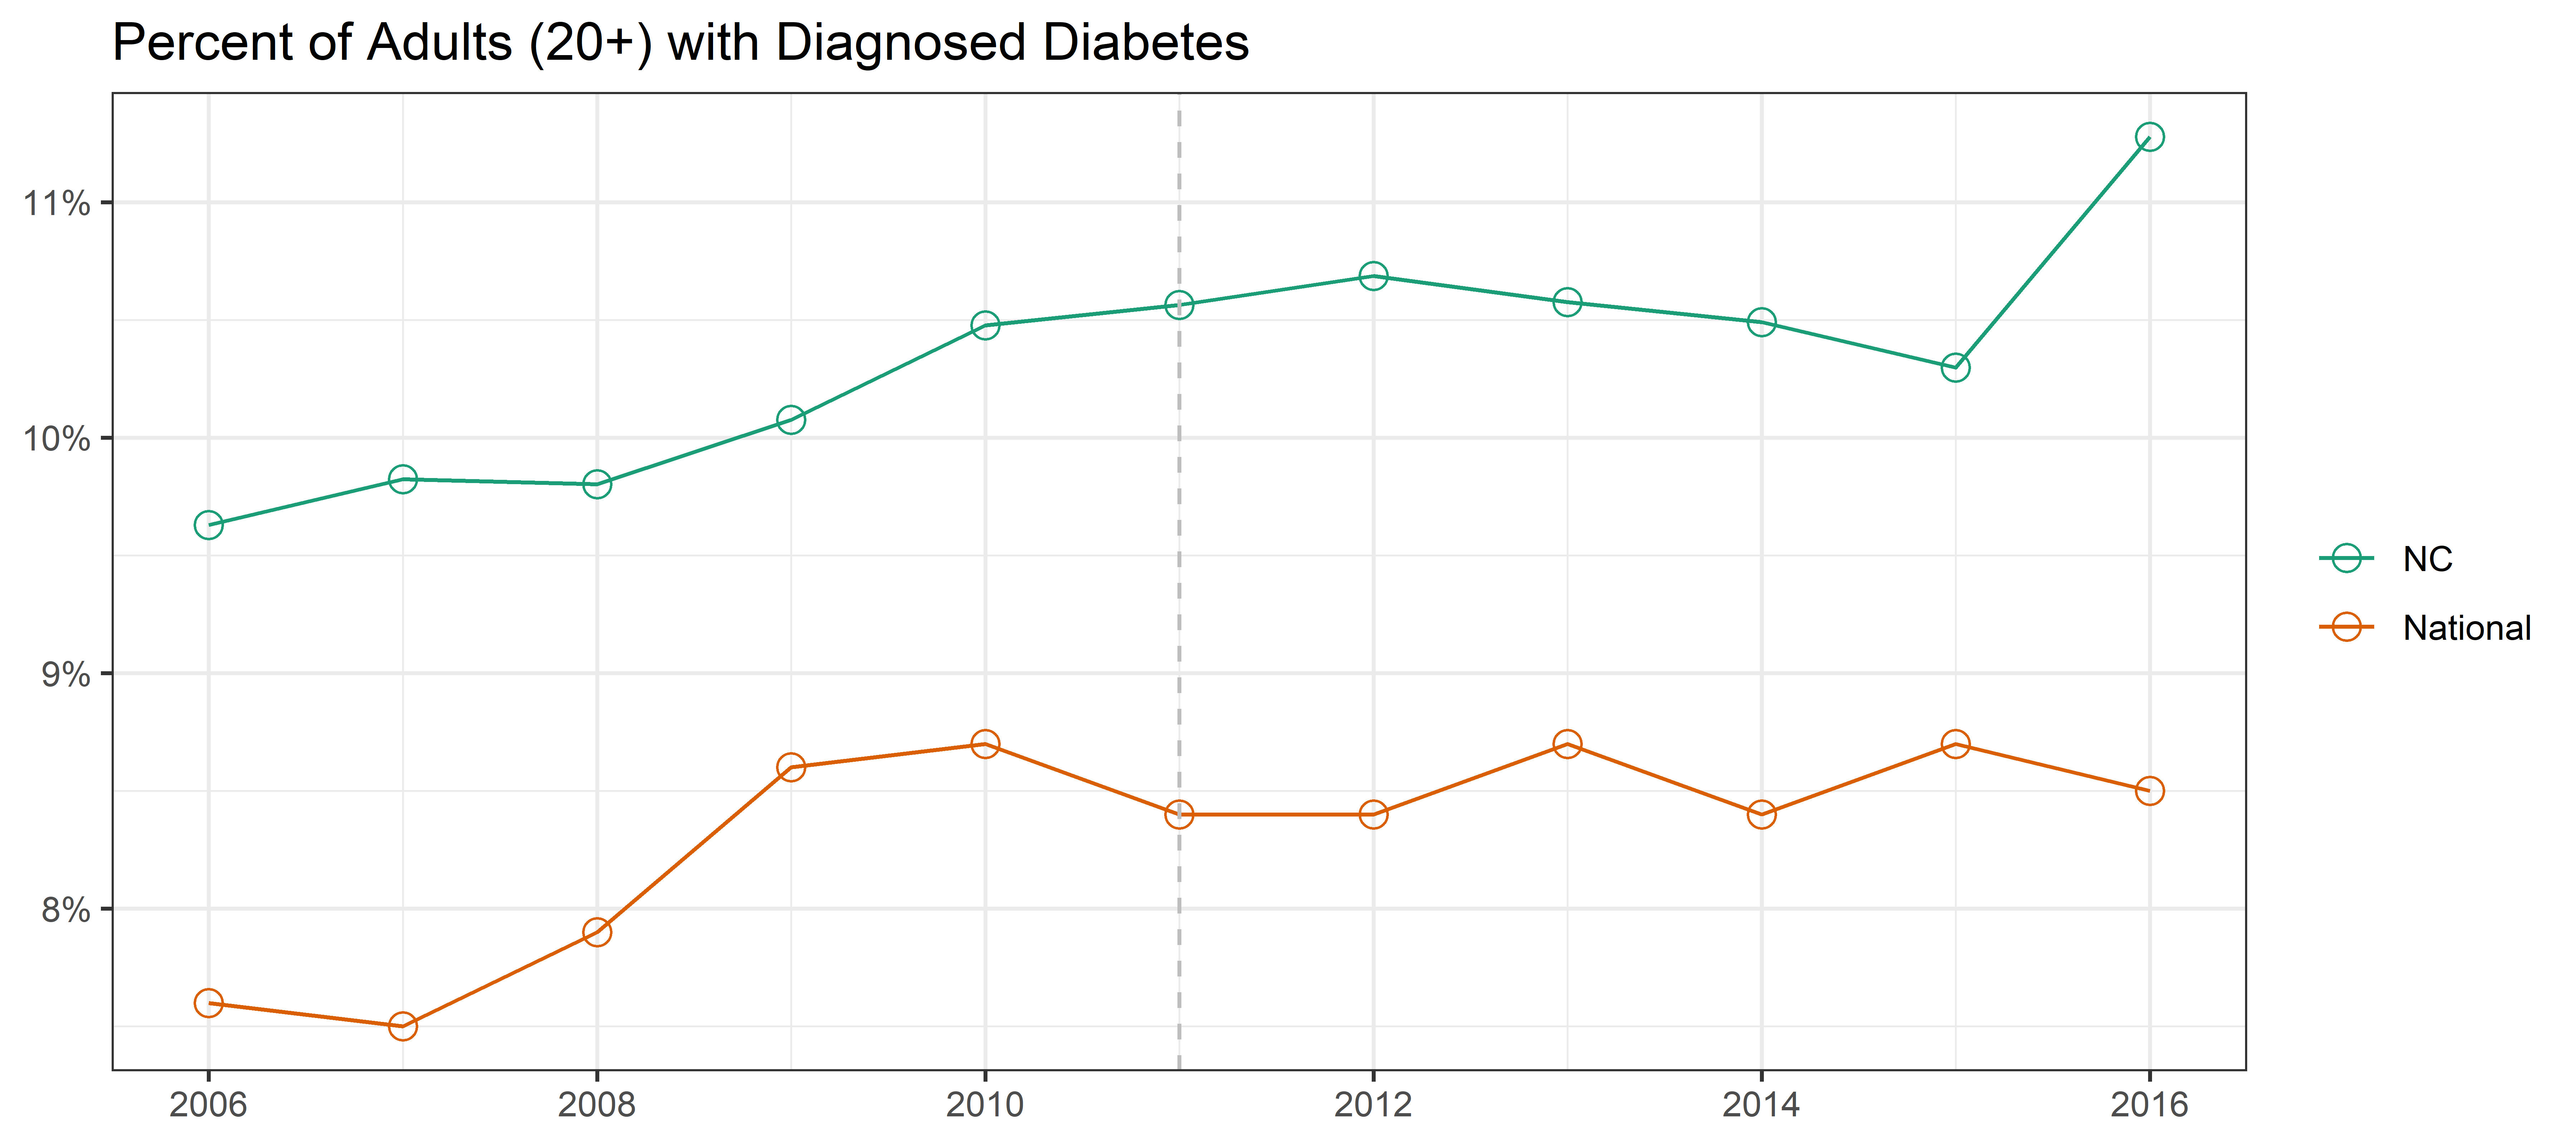 Percent of Adults (20+) with Diagnosed Diabetes
11%
10%
9%
8%
2006 2008 2010 2012 2014 2016
NC
National